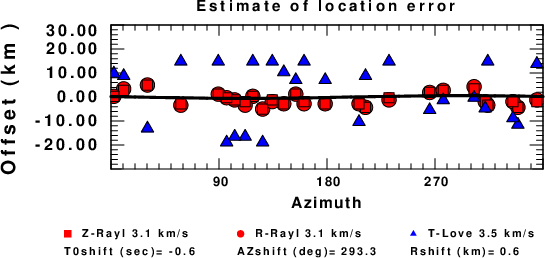 Estimate of location error
30.00
20.00
10.00
0.00
-10.00
-20.00
Offset (km)
90 180 270
Azimuth
Z-Rayl 3.1 km/s R-Rayl 3.1 km/s T-Love 3.5 km/s
T0shift (sec)= -0.6 AZshift (deg)= 293.3 Rshift (km)= 0.6